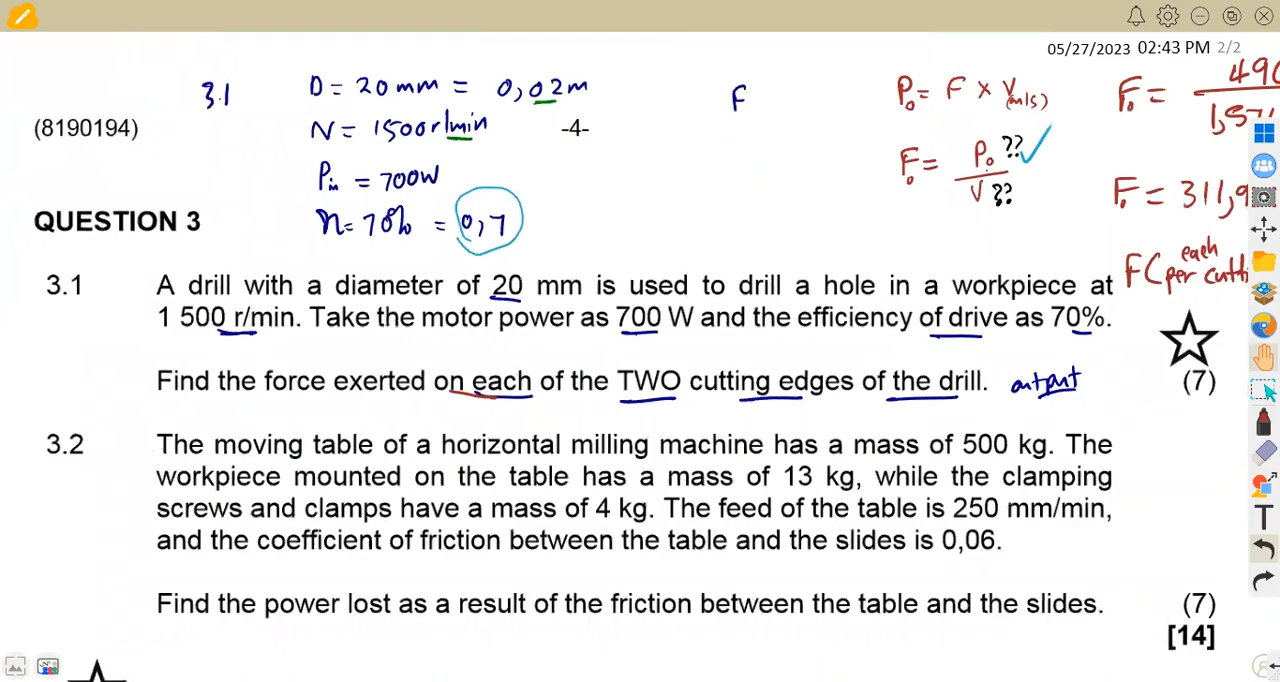 05/27/2023 02:43 PM 2/2
3.1 D = 20mm = 0,02m F P₀ = F × V(m/s) F₀ = 490
(8190194) N = 1500r/min -4- F₀ = P₀ ?? / V ?? 1,57
Pin = 700W F₀ = 311,9
QUESTION 3 n = 70% = 0,7
F( each per cutti
3.1 A drill with a diameter of 20 mm is used to drill a hole in a workpiece at
1 500 r/min. Take the motor power as 700 W and the efficiency of drive as 70%.
Find the force exerted on each of the TWO cutting edges of the drill. output (7)
3.2 The moving table of a horizontal milling machine has a mass of 500 kg. The
workpiece mounted on the table has a mass of 13 kg, while the clamping
screws and clamps have a mass of 4 kg. The feed of the table is 250 mm/min,
and the coefficient of friction between the table and the slides is 0,06.
Find the power lost as a result of the friction between the table and the slides. (7)
[14]
T